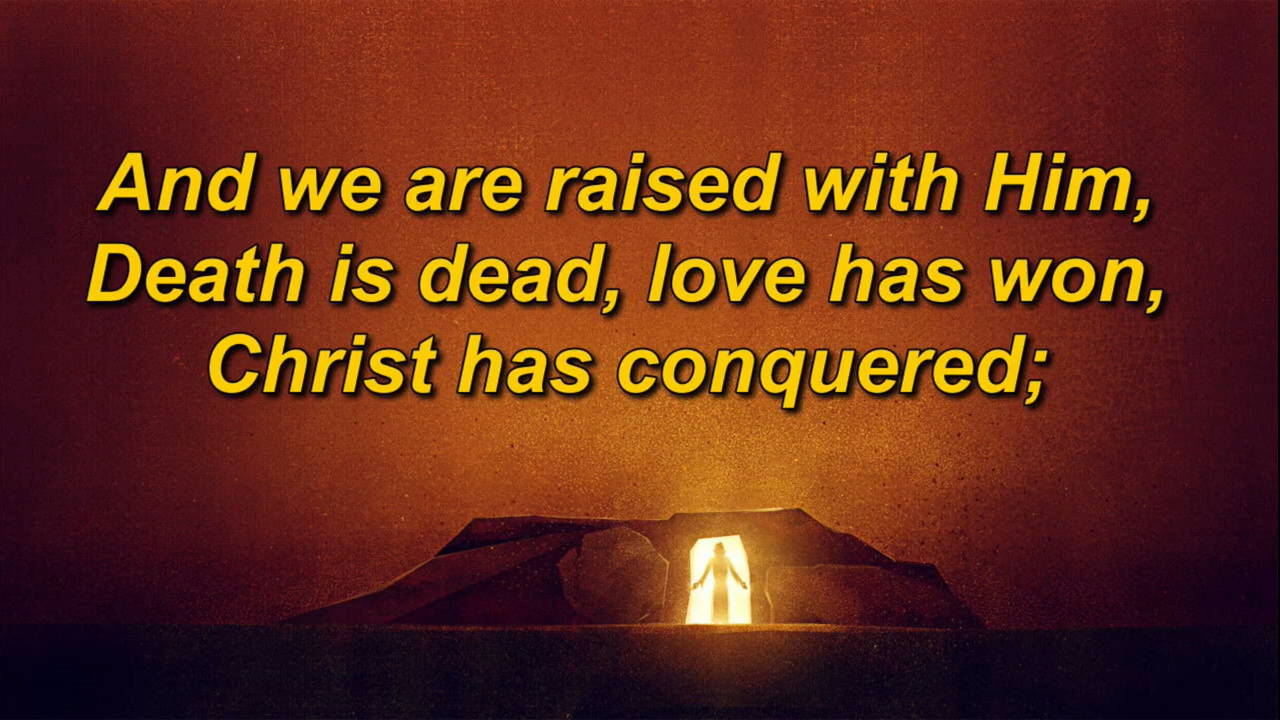 And we are raised with Him,
Death is dead, love has won,
Christ has conquered;